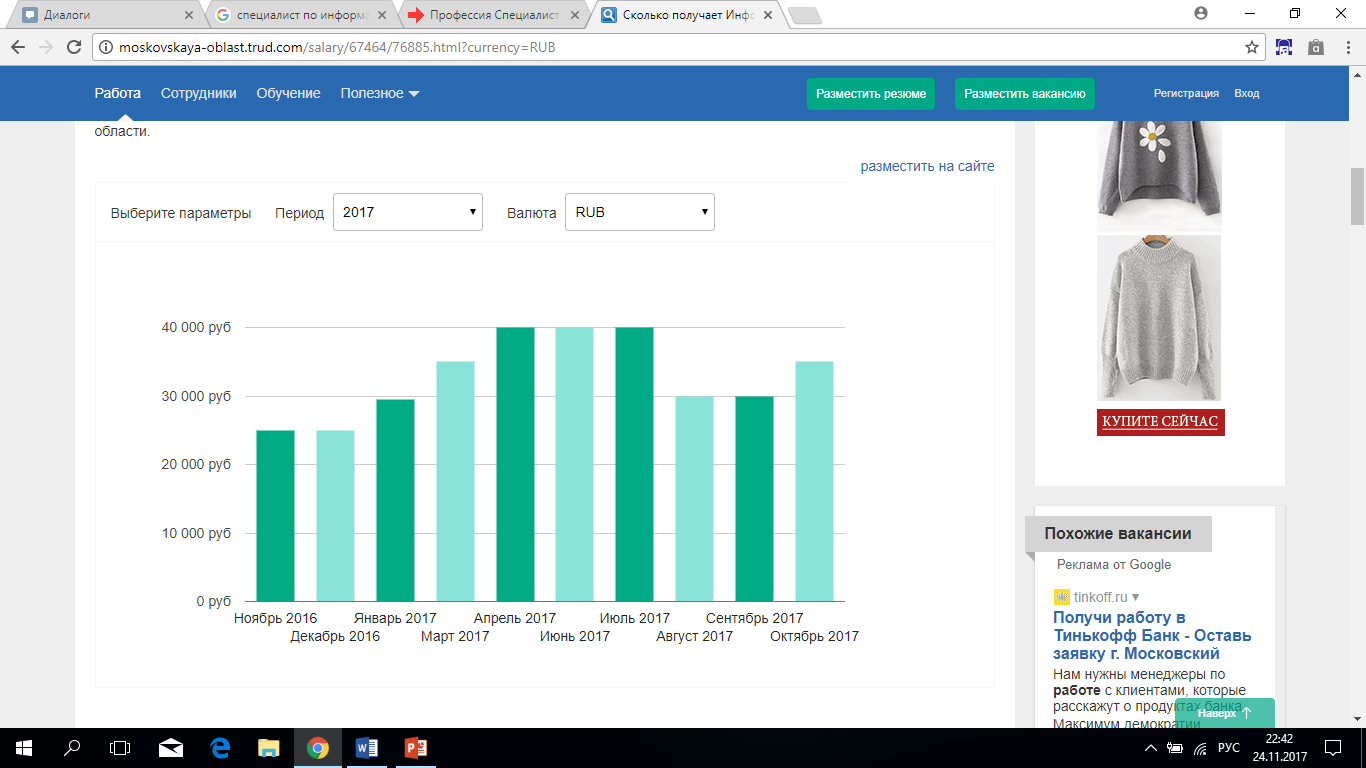 Диалоги
специалист по информа
Профессия Специалист
Сколько получает Инфо
moskovskaya-oblast.trud.com/salary/67464/76885.html?currency=RUB
Работа Сотрудники Обучение Полезное Разместить резюме Разместить вакансию Регистрация Вход
области.
разместить на сайте
Выберите параметры Период 2017 Валюта RUB
40 000 руб
30 000 руб
20 000 руб
10 000 руб
0 руб
Ноябрь 2016 Январь 2017 Апрель 2017 Июль 2017 Сентябрь 2017
Декабрь 2016 Март 2017 Июнь 2017 Август 2017 Октябрь 2017
КУПИТЕ СЕЙЧАС
Похожие вакансии
Реклама от Google
tinkoff.ru
Получи работу в
Тинькофф Банк - Оставь
заявку г. Московский
Нам нужны менеджеры по
работе с клиентами, которые
расскажут о продуктах банка
Максимум демократии
Наверх
РУС
22:42
24.11.2017